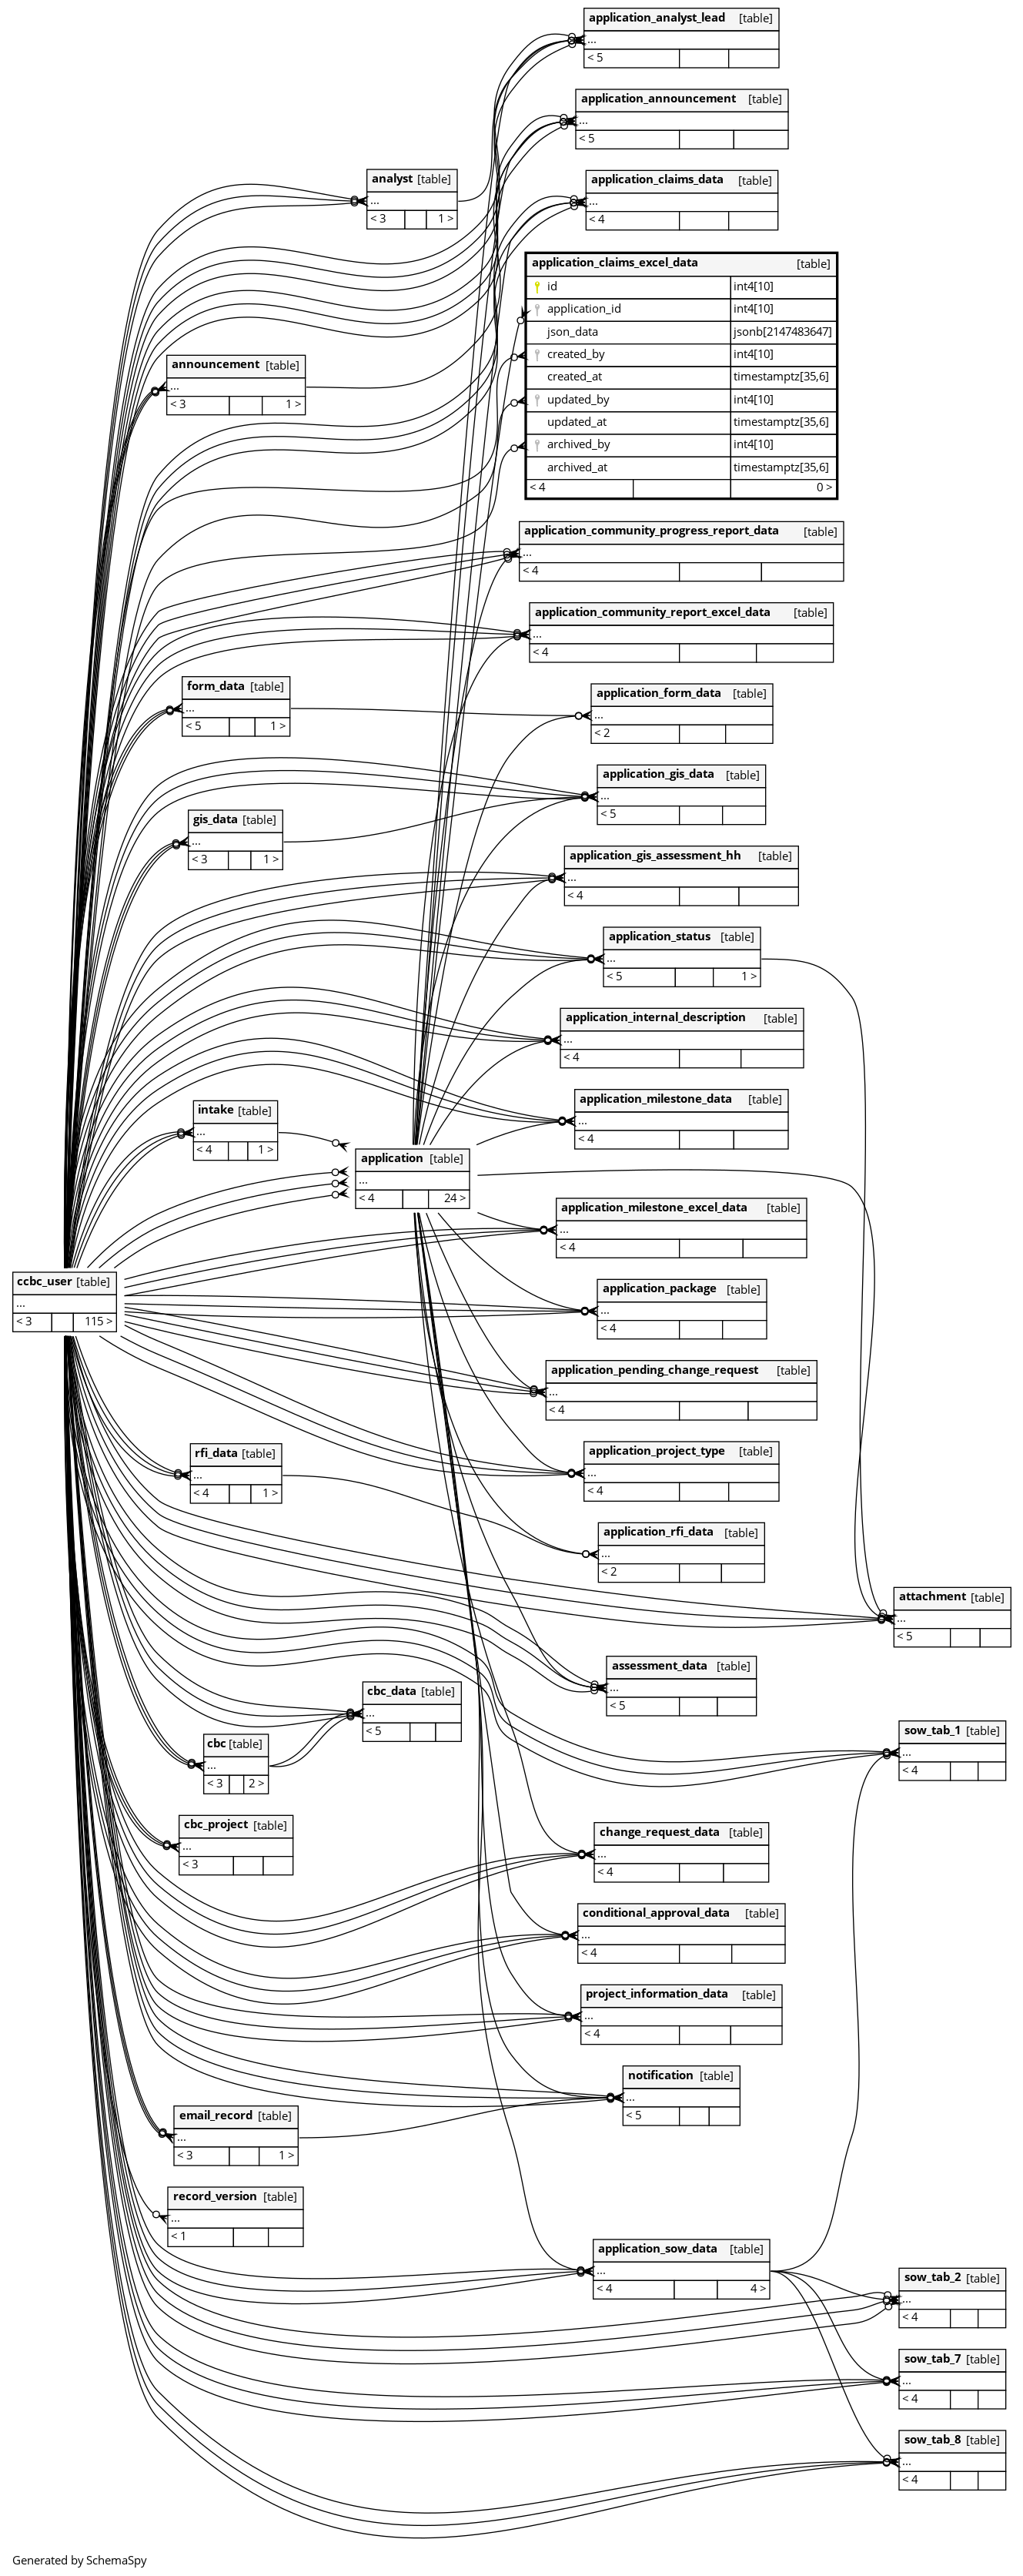 application_analyst_lead [table]
...
< 5
application_announcement [table]
...
< 5
analyst [table]
...
< 3 1 >
application_claims_data [table]
...
< 4
application_claims_excel_data [table]
id int4[10]
application_id int4[10]
json_data jsonb[2147483647]
created_by int4[10]
created_at timestamptz[35,6]
updated_by int4[10]
updated_at timestamptz[35,6]
archived_by int4[10]
archived_at timestamptz[35,6]
< 4 0 >
announcement [table]
...
< 3 1 >
application_community_progress_report_data [table]
...
< 4
application_community_report_excel_data [table]
...
< 4
form_data [table]
...
< 5 1 >
application_form_data [table]
...
< 2
application_gis_data [table]
...
< 5
gis_data [table]
...
< 3 1 >
application_gis_assessment_hh [table]
...
< 4
application_status [table]
...
< 5 1 >
application_internal_description [table]
...
< 4
application_milestone_data [table]
...
< 4
intake [table]
...
< 4 1 >
application [table]
...
< 4 24 >
application_milestone_excel_data [table]
...
< 4
ccbc_user [table]
...
< 3 115 >
application_package [table]
...
< 4
application_pending_change_request [table]
...
< 4
application_project_type [table]
...
< 4
rfi_data [table]
...
< 4 1 >
application_rfi_data [table]
...
< 2
attachment [table]
...
< 5
assessment_data [table]
...
< 5
cbc_data [table]
...
< 5
sow_tab_1 [table]
...
< 4
cbc [table]
...
< 3 2 >
cbc_project [table]
...
< 3
change_request_data [table]
...
< 4
conditional_approval_data [table]
...
< 4
project_information_data [table]
...
< 4
notification [table]
...
< 5
email_record [table]
...
< 3 1 >
record_version [table]
...
< 1
application_sow_data [table]
...
< 4 4 >
sow_tab_2 [table]
...
< 4
sow_tab_7 [table]
...
< 4
sow_tab_8 [table]
...
< 4
Generated by SchemaSpy